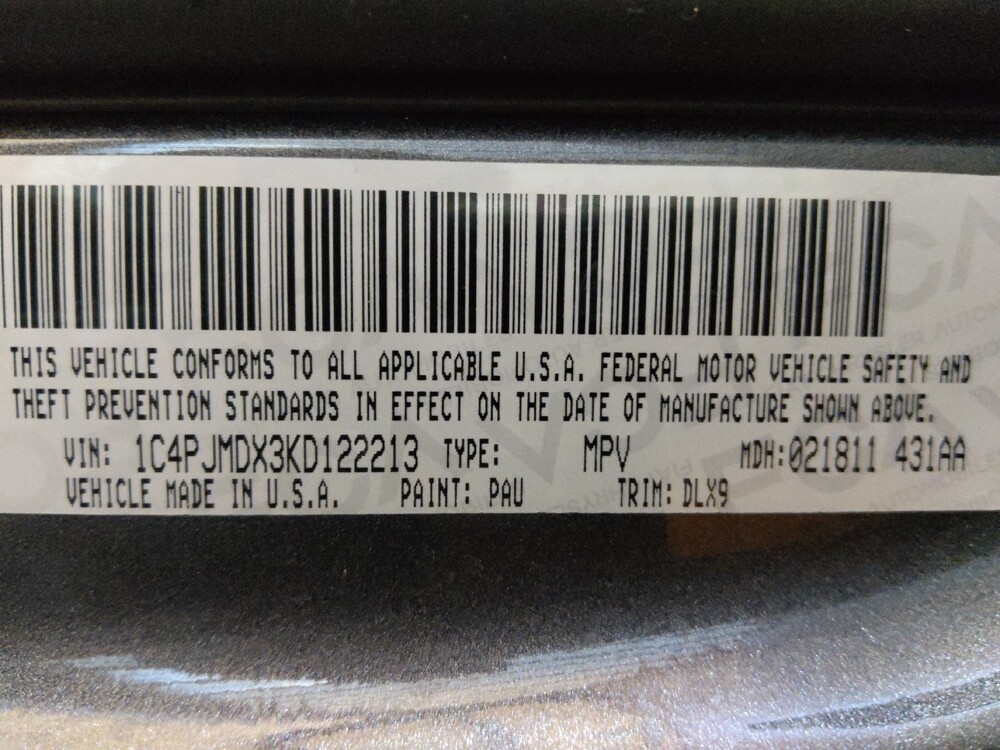 THIS VEHICLE CONFORMS TO ALL APPLICABLE U.S.A. FEDERAL MOTOR VEHICLE SAFETY AND
THEFT PREVENTION STANDARDS IN EFFECT ON THE DATE OF MANUFACTURE SHOWN ABOVE.
VIN: 1C4PJMDX3KD122213 TYPE: MPV MDH:021811 431AA
VEHICLE MADE IN U.S.A. PAINT: PAU TRIM: DLX9